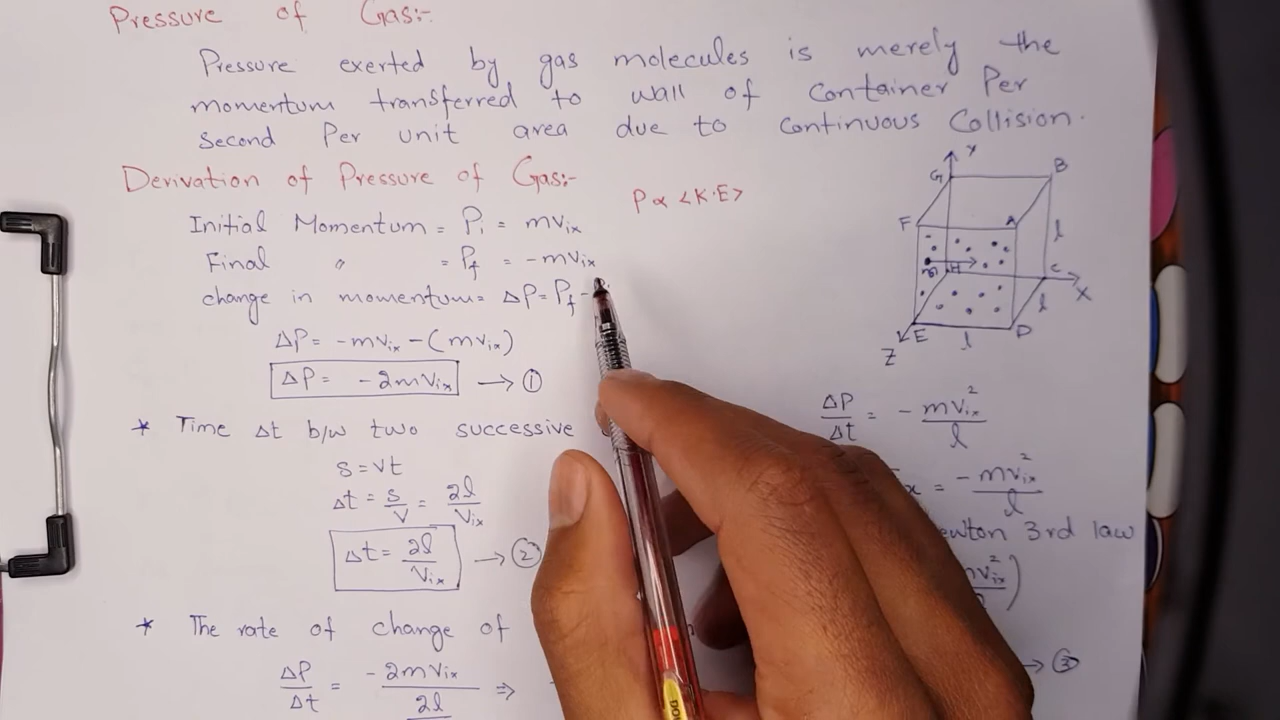 Pressure of Gas:-
Pressure exerted by gas molecules is merely the
momentum transferred to wall of container Per
second Per unit area due to continuous Collision.
Derivation of Pressure of Gas:-
P ∝ <K.E>
Initial Momentum = Pi = mvix
Final " = Pf = -mvix
change in momentum = ΔP = Pf -
ΔP = -mvix - (mvix)
ΔP = -2mvix → ①
* Time Δt b/w two successive
s = vt
Δt = s/v = 2l/vix
Δt = 2l/vix → ②
* The rate of change of
ΔP/Δt = -2mvix/2l ⇒
Y
G B
F A
l
m H C
X
l
E D
Z l
ΔP/Δt = -mvix²/l
x = -mvix²/l
ewton 3rd law
mvix²
→ ③